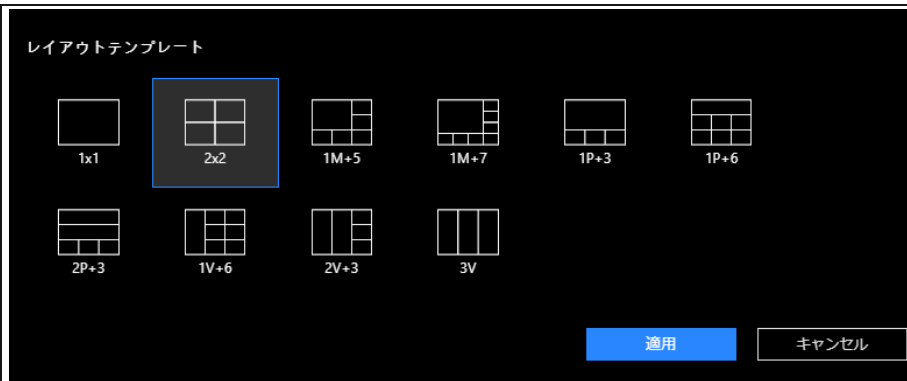 レイアウトテンプレート
1x1
2x2
1M+5
1M+7
1P+3
1P+6
2P+3
1V+6
2V+3
3V
適用
キャンセル